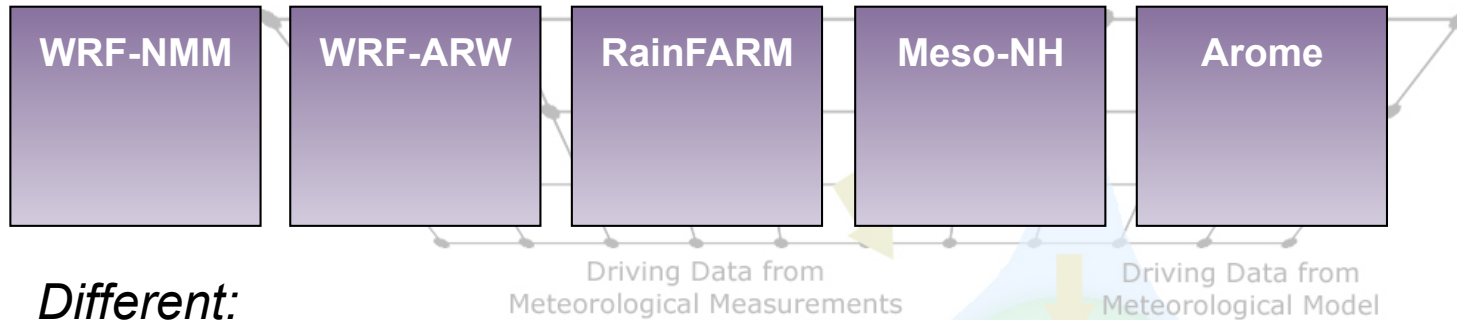 WRF-NMM WRF-ARW RainFARM Meso-NH Arome
Driving Data from Meteorological Measurements
Driving Data from Meteorological Model
Different: